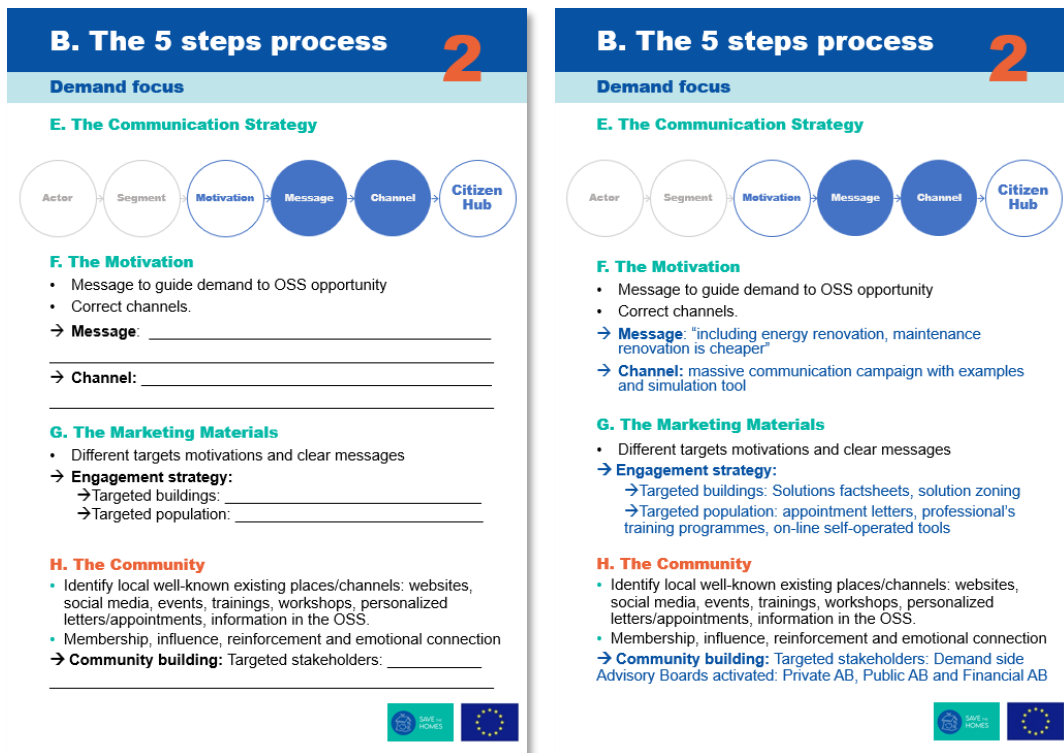 B. The 5 steps process
2
Demand focus
E. The Communication Strategy
Actor
Segment
Motivation
Message
Channel
Citizen
Hub
F. The Motivation
• Message to guide demand to OSS opportunity
• Correct channels.
→ Message: ___
→ Channel: ___
G. The Marketing Materials
• Different targets motivations and clear messages
→ Engagement strategy:
→Targeted buildings: ___
→Targeted population: ___
H. The Community
• Identify local well-known existing places/channels: websites,
social media, events, trainings, workshops, personalized
letters/appointments, information in the OSS.
• Membership, influence, reinforcement and emotional connection
→ Community building: Targeted stakeholders: ___
SAVE THE
HOMES
B. The 5 steps process
2
Demand focus
E. The Communication Strategy
Actor
Segment
Motivation
Message
Channel
Citizen
Hub
F. The Motivation
• Message to guide demand to OSS opportunity
• Correct channels.
→ Message: “including energy renovation, maintenance
renovation is cheaper”
→ Channel: massive communication campaign with examples
and simulation tool
G. The Marketing Materials
• Different targets motivations and clear messages
→ Engagement strategy:
→Targeted buildings: Solutions factsheets, solution zoning
→Targeted population: appointment letters, professional’s
training programmes, on-line self-operated tools
H. The Community
• Identify local well-known existing places/channels: websites,
social media, events, trainings, workshops, personalized
letters/appointments, information in the OSS.
• Membership, influence, reinforcement and emotional connection
→ Community building: Targeted stakeholders: Demand side
Advisory Boards activated: Private AB, Public AB and Financial AB
SAVE THE
HOMES